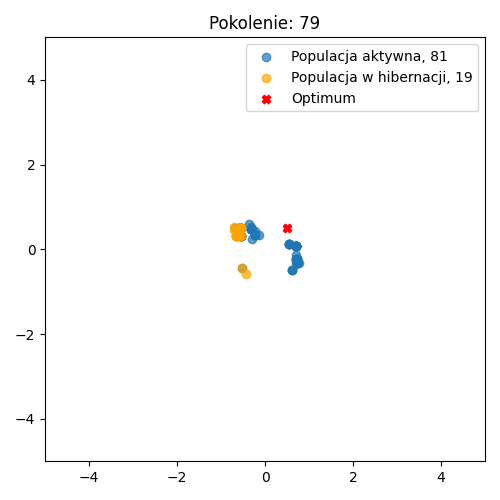 Pokolenie: 79
Populacja aktywna, 81
Populacja w hibernacji, 19
Optimum
4
2
0
−2
−4
−4 −2 0 2 4